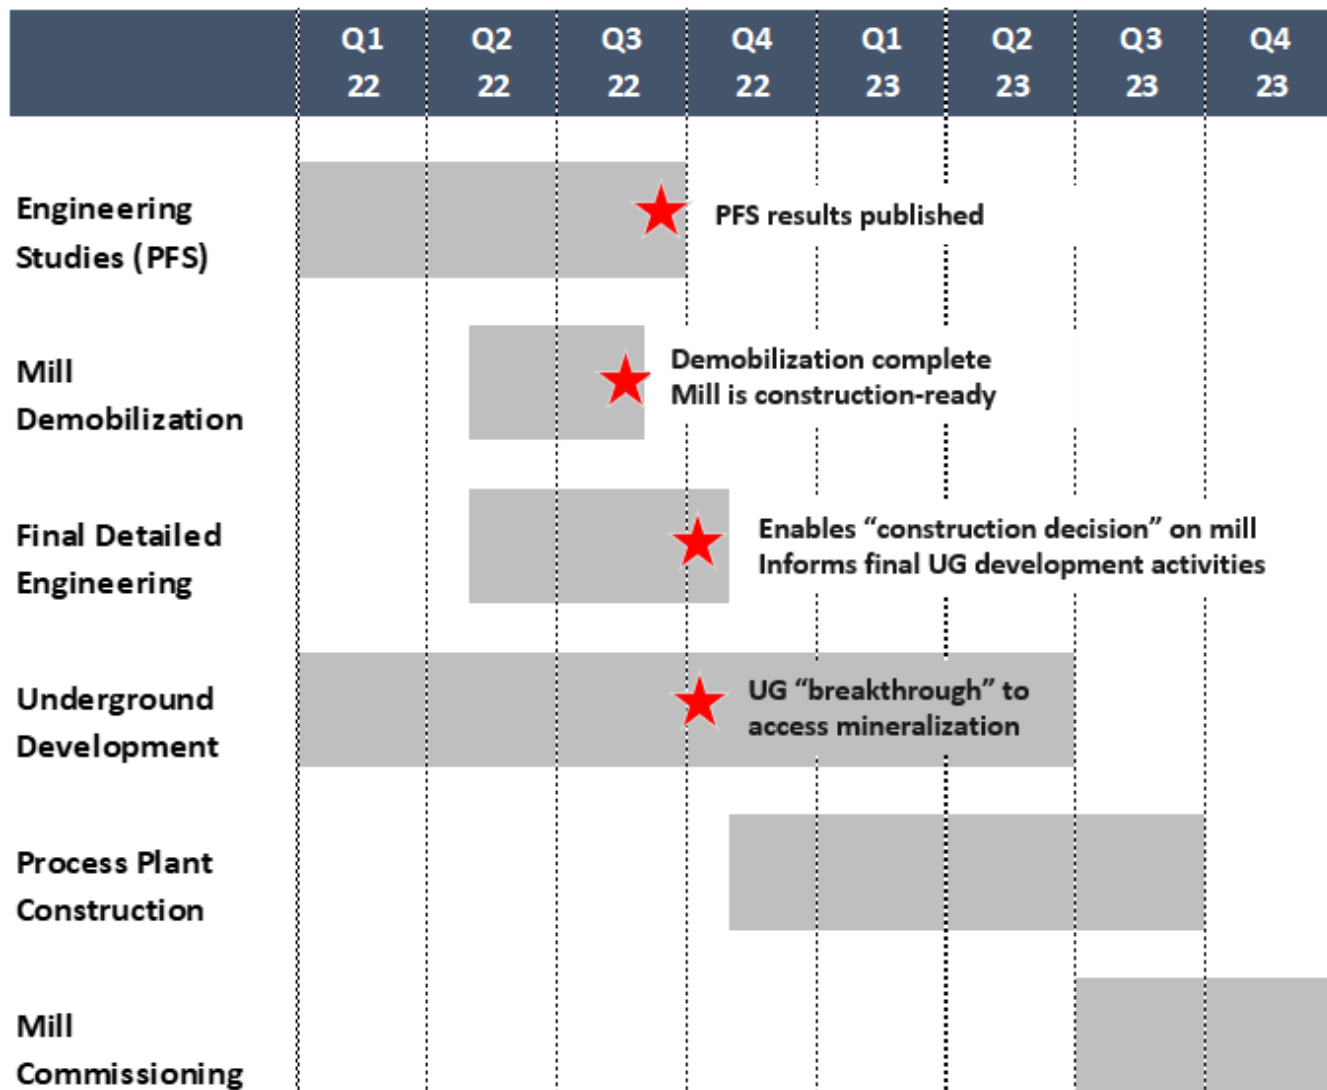 Q1 Q2 Q3 Q4 Q1 Q2 Q3 Q4
22 22 22 22 23 23 23 23
Engineering
Studies (PFS)
PFS results published
Mill
Demobilization
Demobilization complete
Mill is construction-ready
Final Detailed
Engineering
Enables “construction decision” on mill
Informs final UG development activities
Underground
Development
UG “breakthrough” to
access mineralization
Process Plant
Construction
Mill
Commissioning